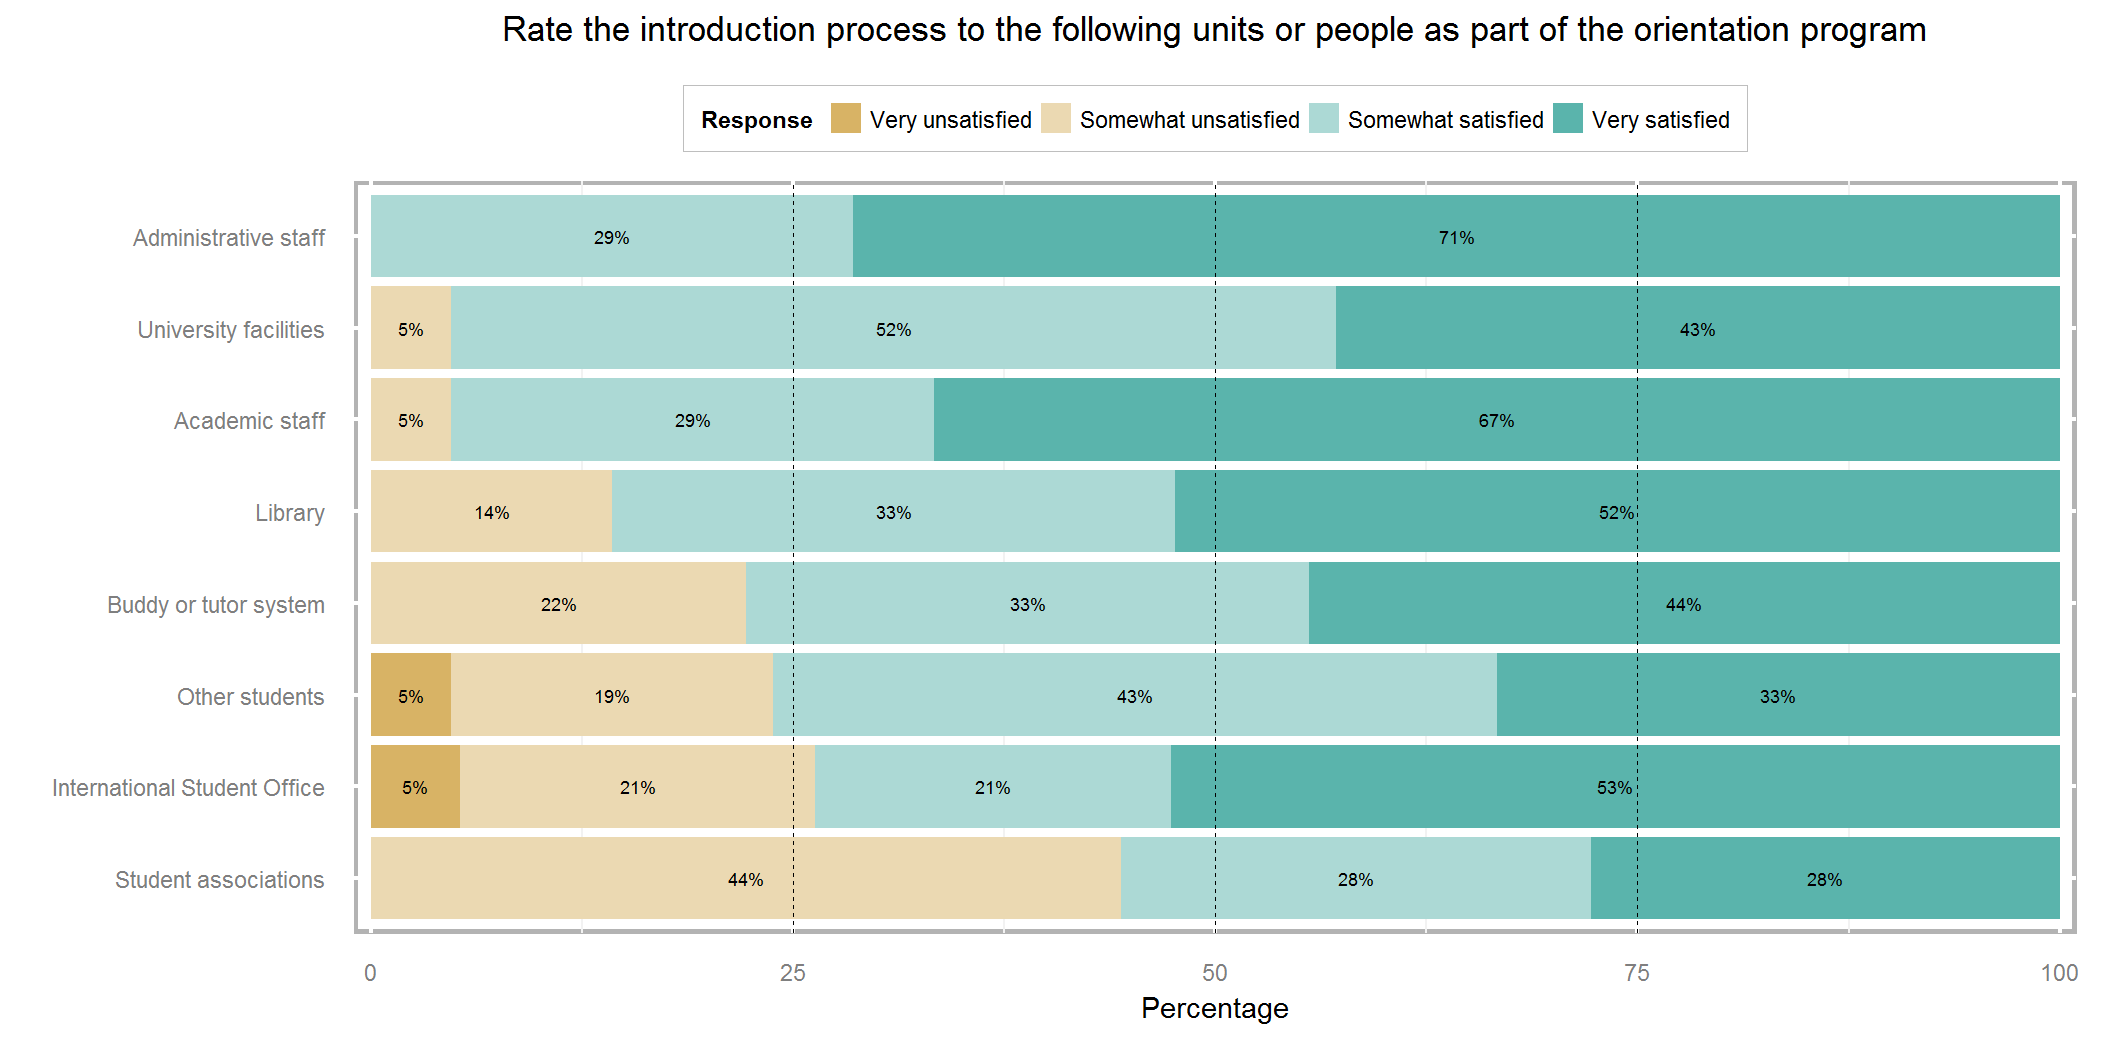 Rate the introduction process to the following units or people as part of the orientation program
Response Very unsatisfied Somewhat unsatisfied Somewhat satisfied Very satisfied
Administrative staff 29% 71%
University facilities 5% 52% 43%
Academic staff 5% 29% 67%
Library 14% 33% 52%
Buddy or tutor system 22% 33% 44%
Other students 5% 19% 43% 33%
International Student Office 5% 21% 21% 53%
Student associations 44% 28% 28%
0 25 50 75 100
Percentage